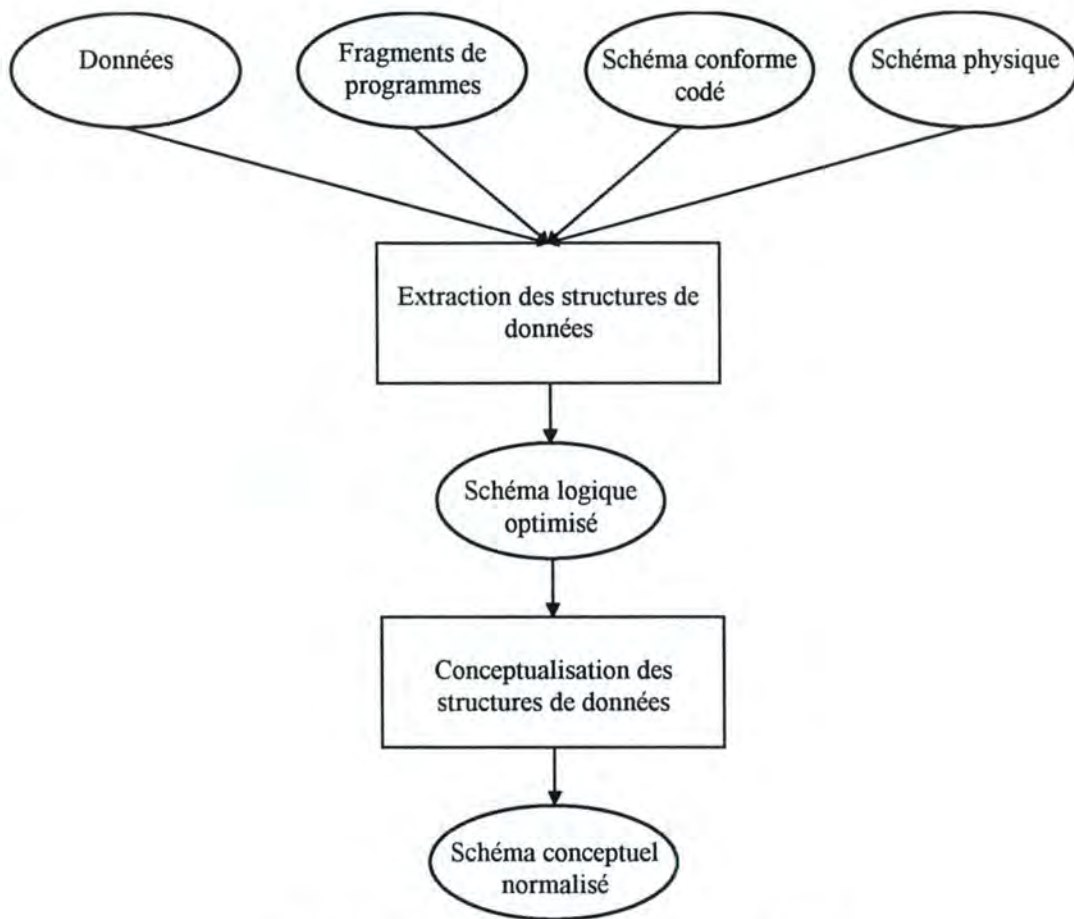 Données
Fragments de
programmes
Schéma conforme
codé
Schéma physique
Extraction des structures de
données
Schéma logique
optimisé
Conceptualisation des
structures de données
Schéma conceptuel
normalisé